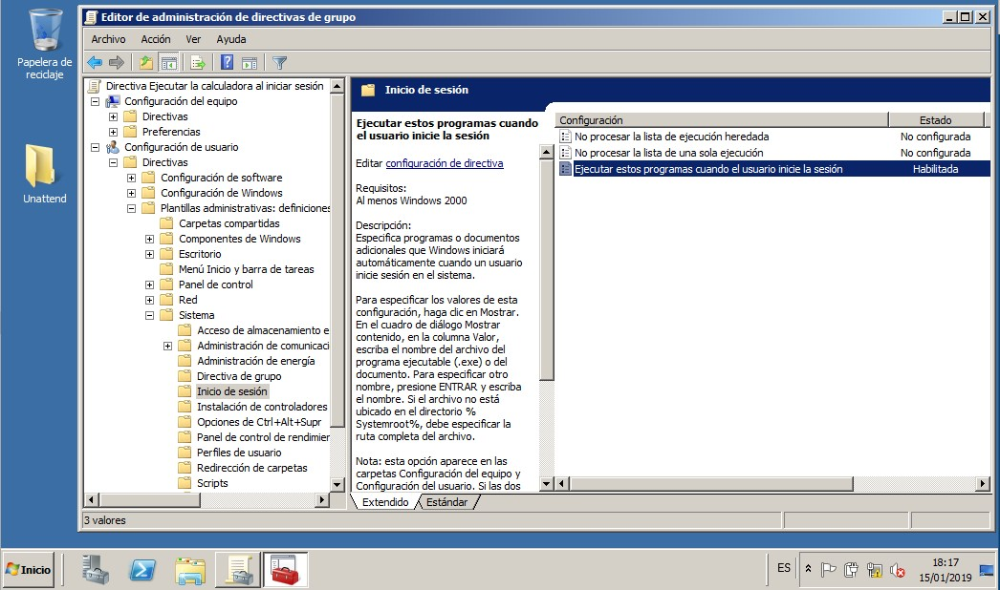 Papelera de
reciclaje
Unattend
Editor de administración de directivas de grupo
Archivo Acción Ver Ayuda
Directiva Ejecutar la calculadora al iniciar sesión
Configuración del equipo
Directivas
Preferencias
Configuración de usuario
Directivas
Configuración de software
Configuración de Windows
Plantillas administrativas: definiciones
Carpetas compartidas
Componentes de Windows
Escritorio
Menú Inicio y barra de tareas
Panel de control
Red
Sistema
Acceso de almacenamiento e
Administración de comunicaci
Administración de energía
Directiva de grupo
Inicio de sesión
Instalación de controladores
Opciones de Ctrl+Alt+Supr
Panel de control de rendimier
Perfiles de usuario
Redirección de carpetas
Scripts
Inicio de sesión
Ejecutar estos programas cuando
el usuario inicie la sesión
Editar configuración de directiva
Requisitos:
Al menos Windows 2000
Descripción:
Especifica programas o documentos
adicionales que Windows iniciará
automáticamente cuando un usuario
inicie sesión en el sistema.
Para especificar los valores de esta
configuración, haga clic en Mostrar.
En el cuadro de diálogo Mostrar
contenido, en la columna Valor,
escriba el nombre del archivo del
programa ejecutable (.exe) o del
documento. Para especificar otro
nombre, presione ENTRAR y escriba
el nombre. Si el archivo no está
ubicado en el directorio %
Systemroot%, debe especificar la
ruta completa del archivo.
Nota: esta opción aparece en las
carpetas Configuración del equipo y
Configuración del usuario. Si las dos
Configuración Estado
No procesar la lista de ejecución heredada No configurada
No procesar la lista de una sola ejecución No configurada
Ejecutar estos programas cuando el usuario inicie la sesión Habilitada
Extendido Estándar
3 valores
Inicio
ES
18:17
15/01/2019